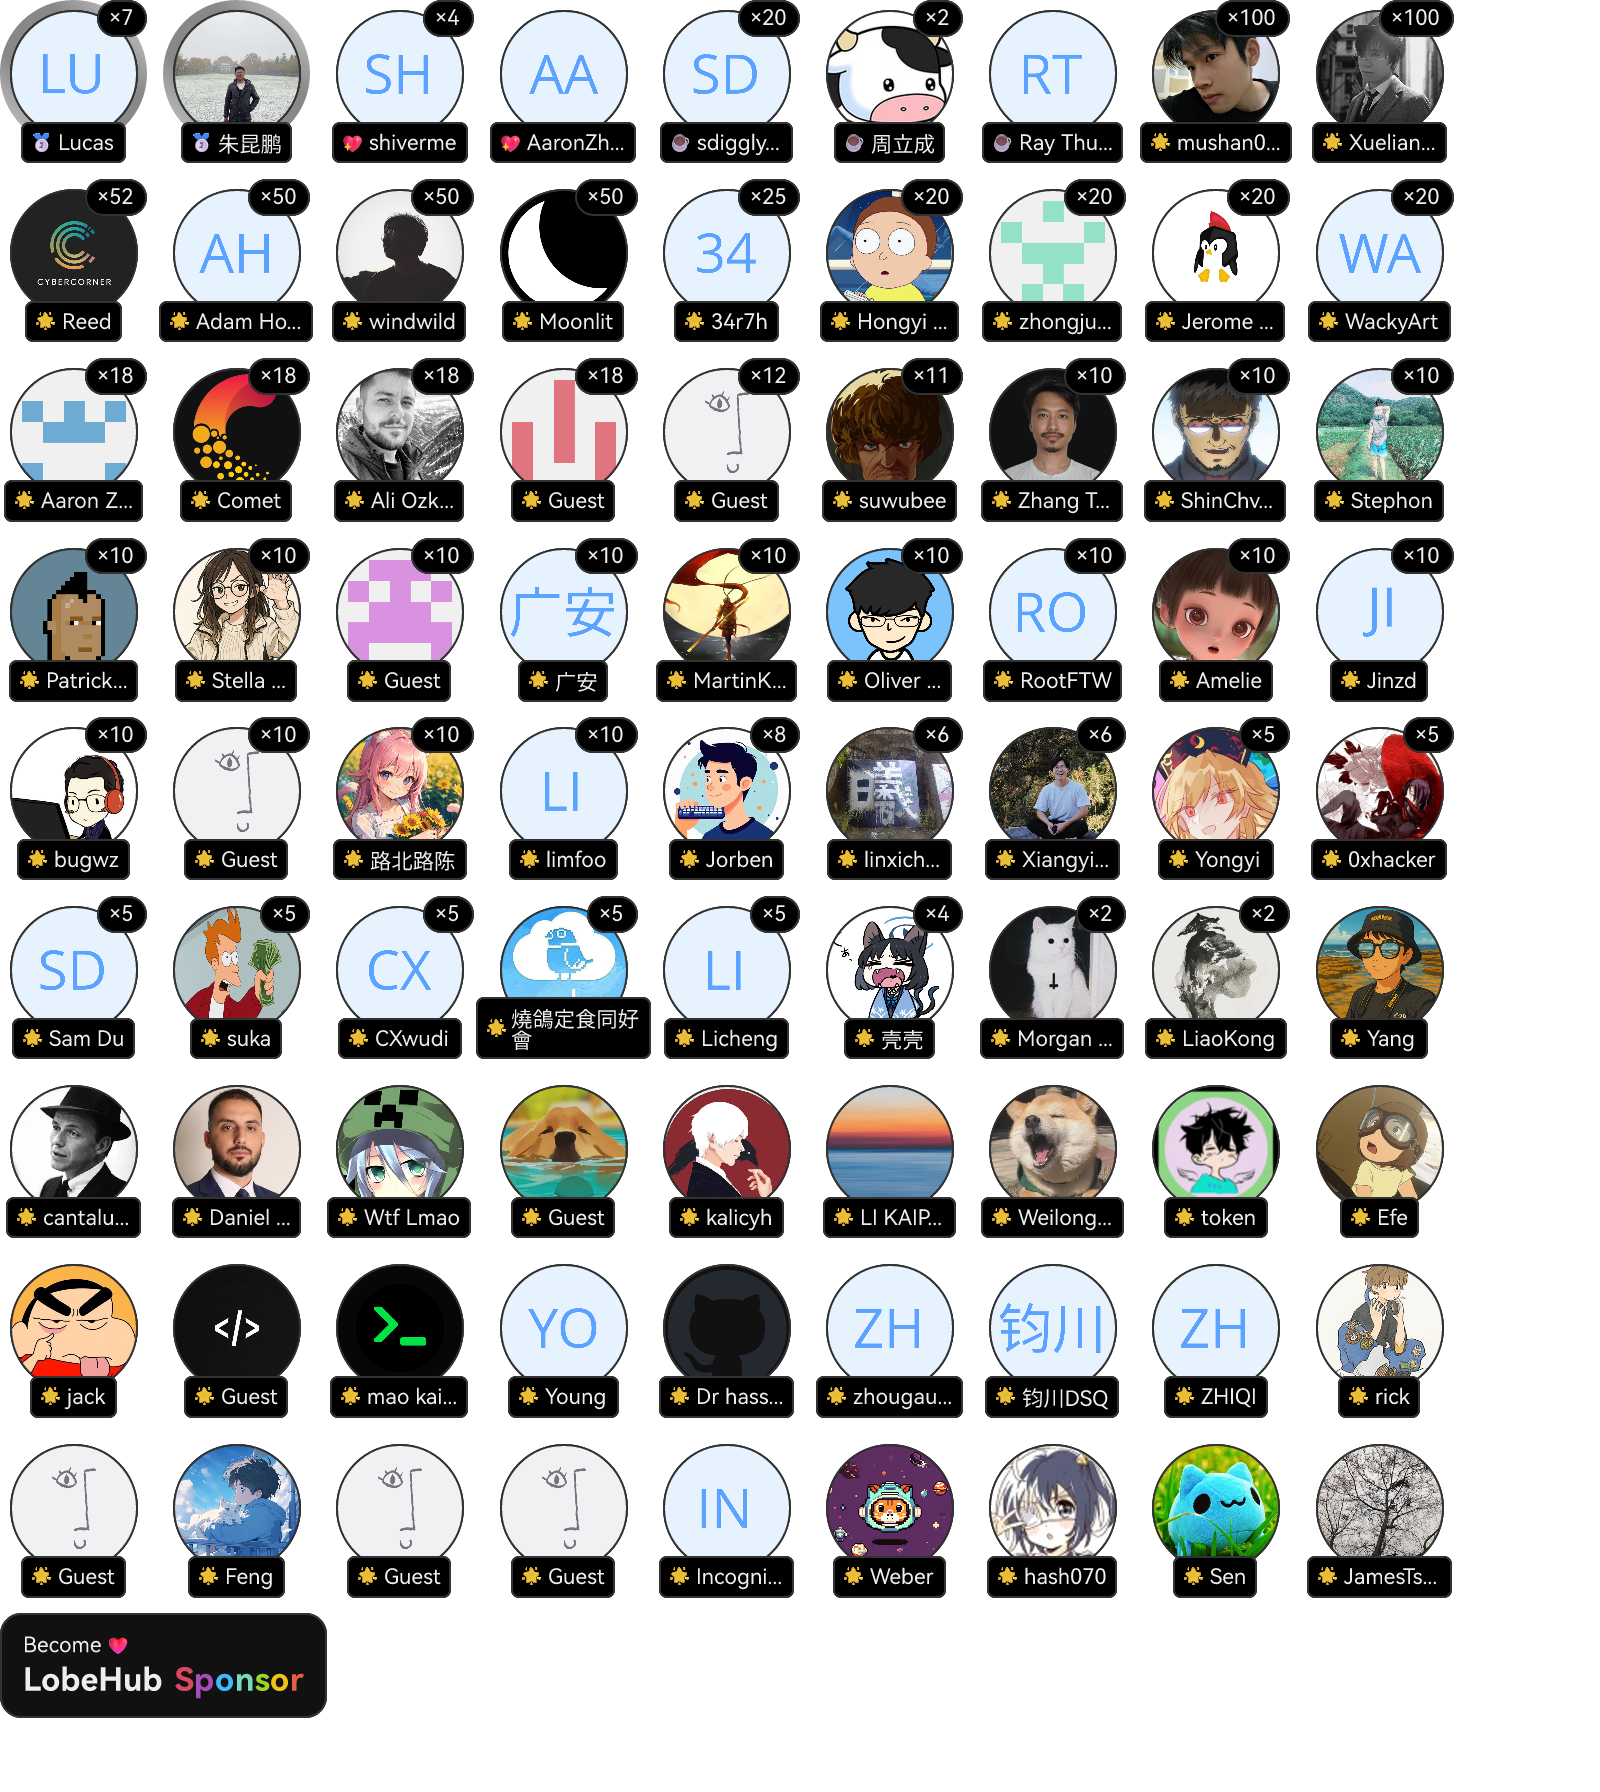 ×7 ×4 ×20 ×2 ×100 ×100
LU SH AA SD RT
Lucas 朱昆鹏 shiverme AaronZh... sdiggly... 周立成 Ray Thu... mushan0... Xuelian...
×52 ×50 ×50 ×50 ×25 ×20 ×20 ×20 ×20
AH 34 WA
CYBERCORNER
Reed Adam Ho... windwild Moonlit 34r7h Hongyi ... zhongju... Jerome ... WackyArt
×18 ×18 ×18 ×18 ×12 ×11 ×10 ×10 ×10
Aaron Z... Comet Ali Ozk... Guest Guest suwubee Zhang T... ShinChv... Stephon
×10 ×10 ×10 ×10 ×10 ×10 ×10 ×10 ×10
广安 RO JI
Patrick... Stella ... Guest 广安 MartinK... Oliver ... RootFTW Amelie Jinzd
×10 ×10 ×10 ×10 ×8 ×6 ×6 ×5 ×5
LI
bugwz Guest 路北路陈 limfoo Jorben linxich... Xiangyi... Yongyi 0xhacker
×5 ×5 ×5 ×5 ×5 ×4 ×2 ×2
SD CX LI
Sam Du suka CXwudi 燒鴿定食同好
會 Licheng 壳壳 Morgan ... LiaoKong Yang
cantalu... Daniel ... Wtf Lmao Guest kalicyh LI KAIP... Weilong... token Efe
</> >_ YO ZH 钧川 ZH
jack Guest mao kai... Young Dr hass... zhougau... 钧川DSQ ZHIQI rick
IN
Guest Feng Guest Guest Incogni... Weber hash070 Sen JamesTs...
Become
LobeHub Sponsor